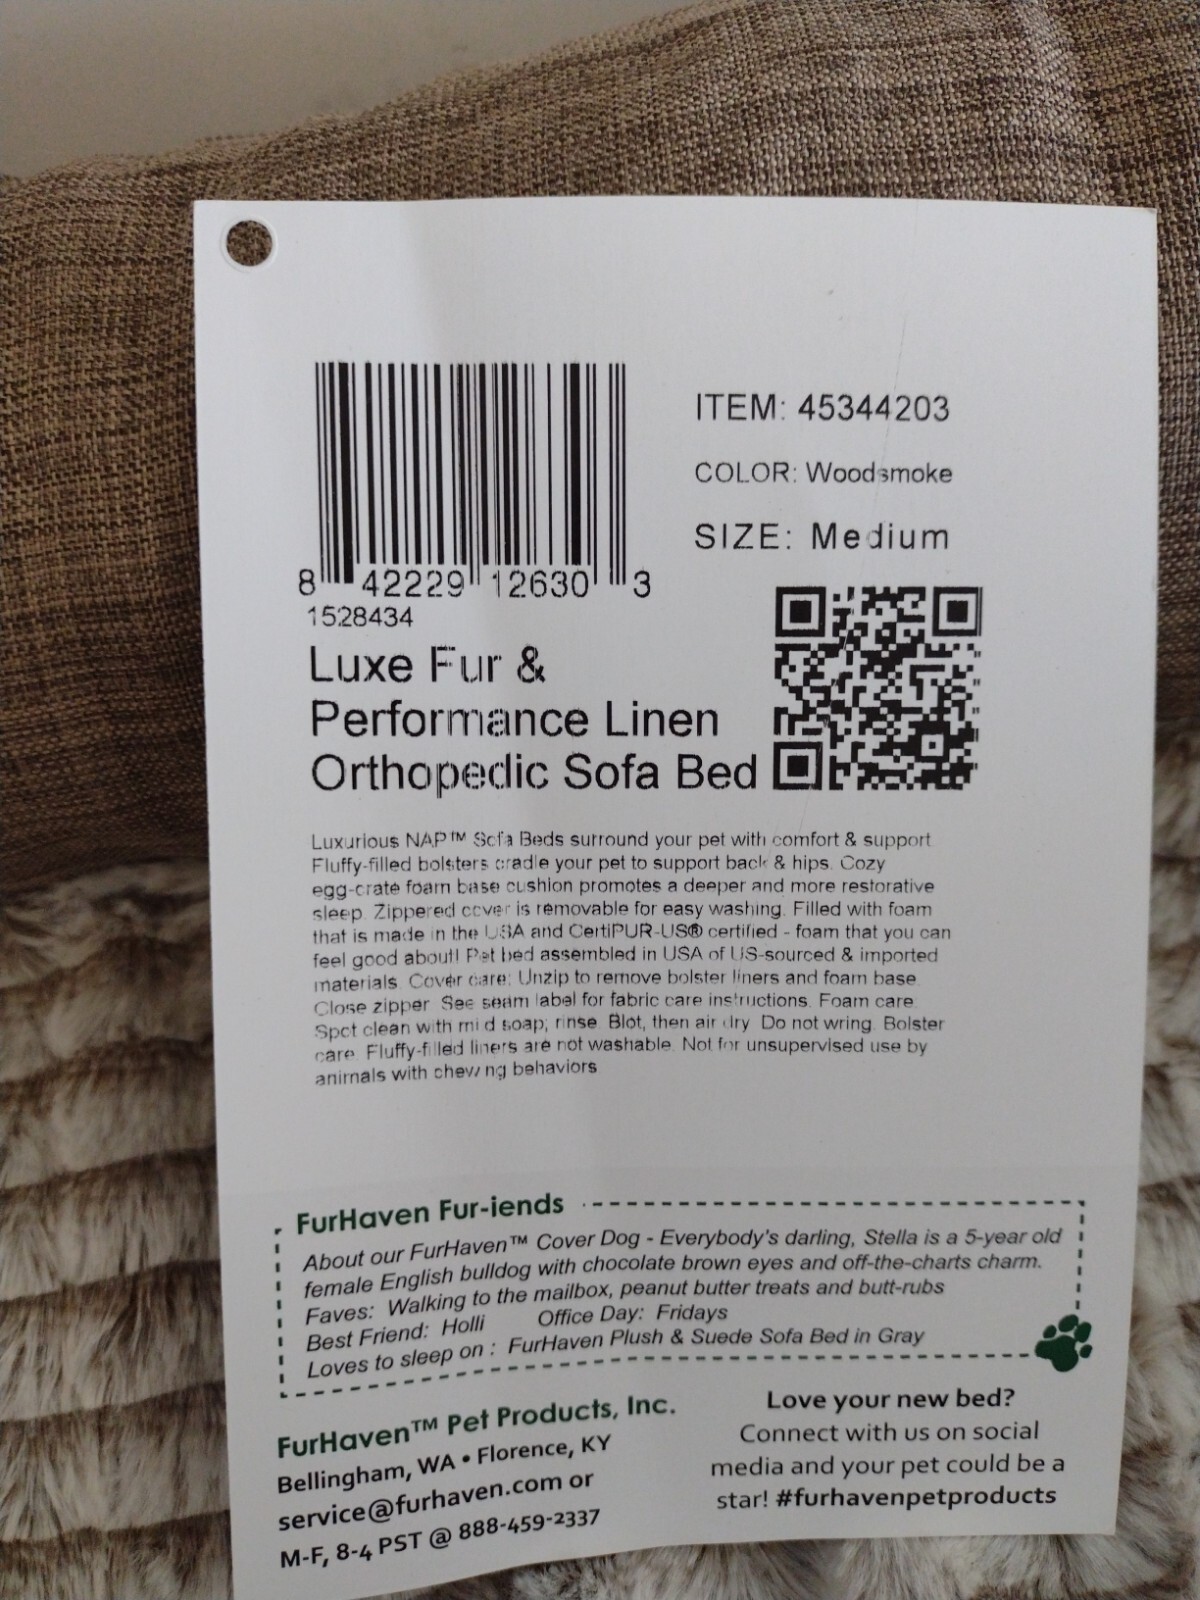 ITEM: 45344203
COLOR: Woodsmoke
SIZE: Medium
8 42229 12630 3
1528434
Luxe Fur &
Performance Linen
Orthopedic Sofa Bed
Luxurious NAP™ Sofa Beds surround your pet with comfort & support.
Fluffy-filled bolsters cradle your pet to support back & hips. Cozy
egg-crate foam base cushion promotes a deeper and more restorative
sleep. Zippered cover is removable for easy washing. Filled with foam
that is made in the USA and CertiPUR-US® certified - foam that you can
feel good about! Pet bed assembled in USA of US-sourced & imported
materials. Cover care: Unzip to remove bolster liners and foam base.
Close zipper. See seam label for fabric care instructions. Foam care:
Spot clean with mild soap; rinse. Blot, then air dry. Do not wring. Bolster
care: Fluffy-filled liners are not washable. Not for unsupervised use by
animals with chewing behaviors.
FurHaven Fur-iends
About our FurHaven™ Cover Dog - Everybody's darling, Stella is a 5-year old
female English bulldog with chocolate brown eyes and off-the-charts charm.
Faves: Walking to the mailbox, peanut butter treats and butt-rubs
Best Friend: Holli Office Day: Fridays
Loves to sleep on : FurHaven Plush & Suede Sofa Bed in Gray
FurHaven™ Pet Products, Inc.
Bellingham, WA • Florence, KY
service@furhaven.com or
M-F, 8-4 PST @ 888-459-2337
Love your new bed?
Connect with us on social
media and your pet could be a
star! #furhavenpetproducts